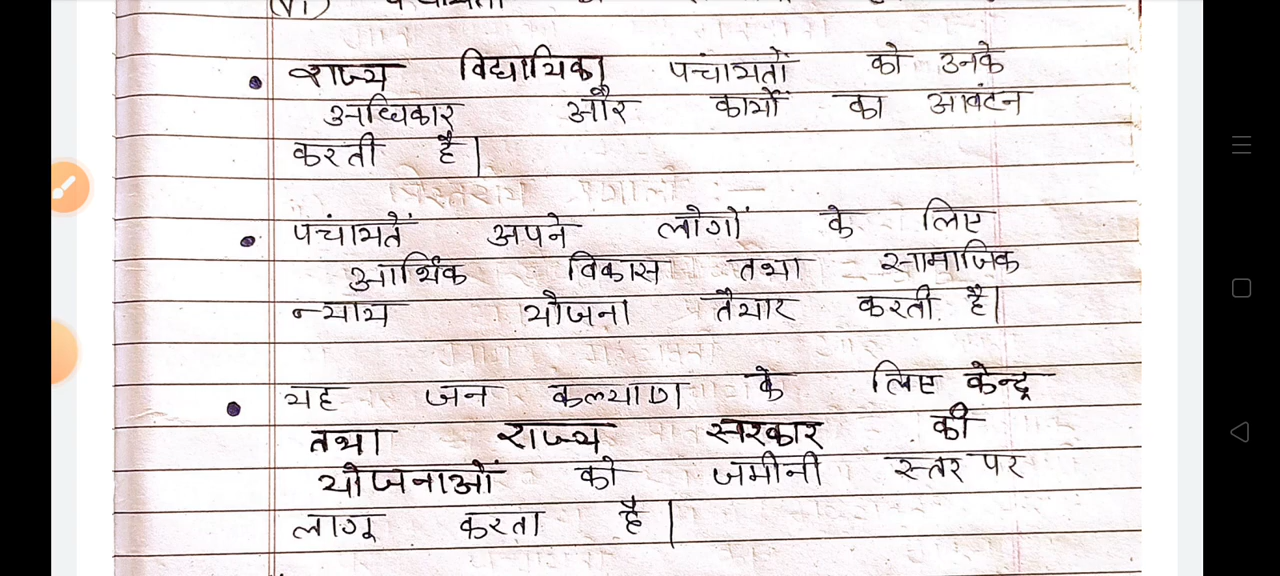 (vi)
राज्य विद्यायिका पंचायतों को उनके
अधिकार और कार्यों का आवंटन
करती है|
पंचायतें अपने लोगों के लिए
आर्थिक विकास तथा सामाजिक
न्याय योजना तैयार करती है|
यह जन कल्याण के लिए केन्द्र
तथा राज्य सरकार की
योजनाओं को जमीनी स्तर पर
लागू करता है|